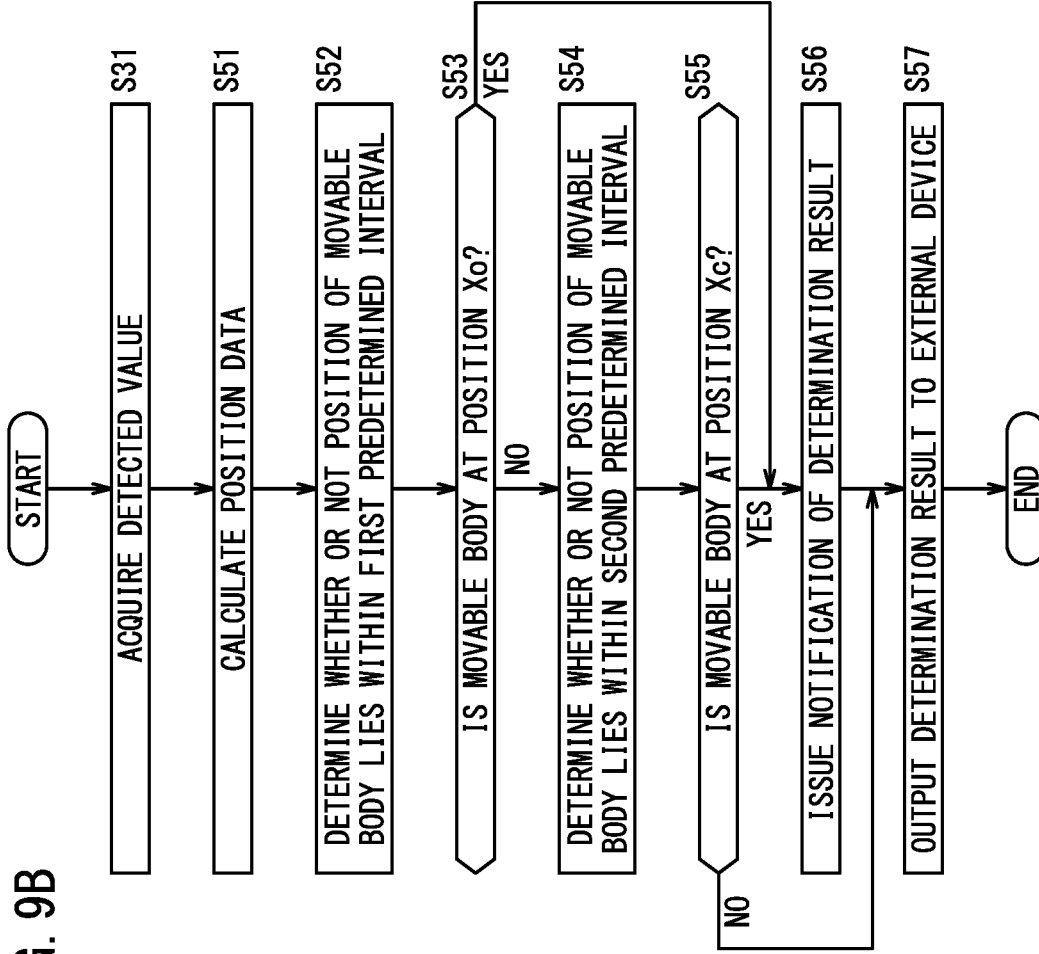 G. 9B
START
ACQUIRE DETECTED VALUE
S31
CALCULATE POSITION DATA
S51
DETERMINE WHETHER OR NOT POSITION OF MOVABLE
BODY LIES WITHIN FIRST PREDETERMINED INTERVAL
S52
IS MOVABLE BODY AT POSITION Xo?
S53
YES
NO
DETERMINE WHETHER OR NOT POSITION OF MOVABLE
BODY LIES WITHIN SECOND PREDETERMINED INTERVAL
S54
IS MOVABLE BODY AT POSITION Xc?
S55
NO
YES
ISSUE NOTIFICATION OF DETERMINATION RESULT
S56
OUTPUT DETERMINATION RESULT TO EXTERNAL DEVICE
S57
END